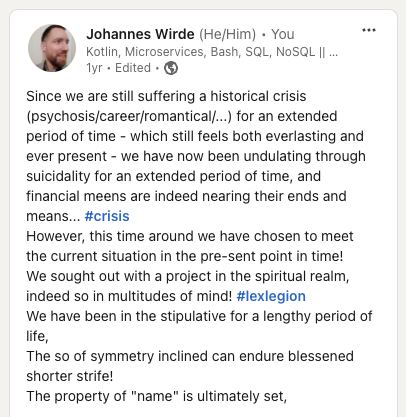 Johannes Wirde (He/Him) • You
Kotlin, Microservices, Bash, SQL, NoSQL || ...
1yr • Edited •
Since we are still suffering a historical crisis
(psychosis/career/romantical/...) for an extended
period of time - which still feels both everlasting and
ever present - we have now been undulating through
suicidality for an extended period of time, and
financial meens are indeed nearing their ends and
means... #crisis
However, this time around we have chosen to meet
the current situation in the pre-sent point in time!
We sought out with a project in the spiritual realm,
indeed so in multitudes of mind! #lexlegion
We have been in the stipulative for a lengthy period of
life,
The so of symmetry inclined can endure blessened
shorter strife!
The property of "name" is ultimately set,